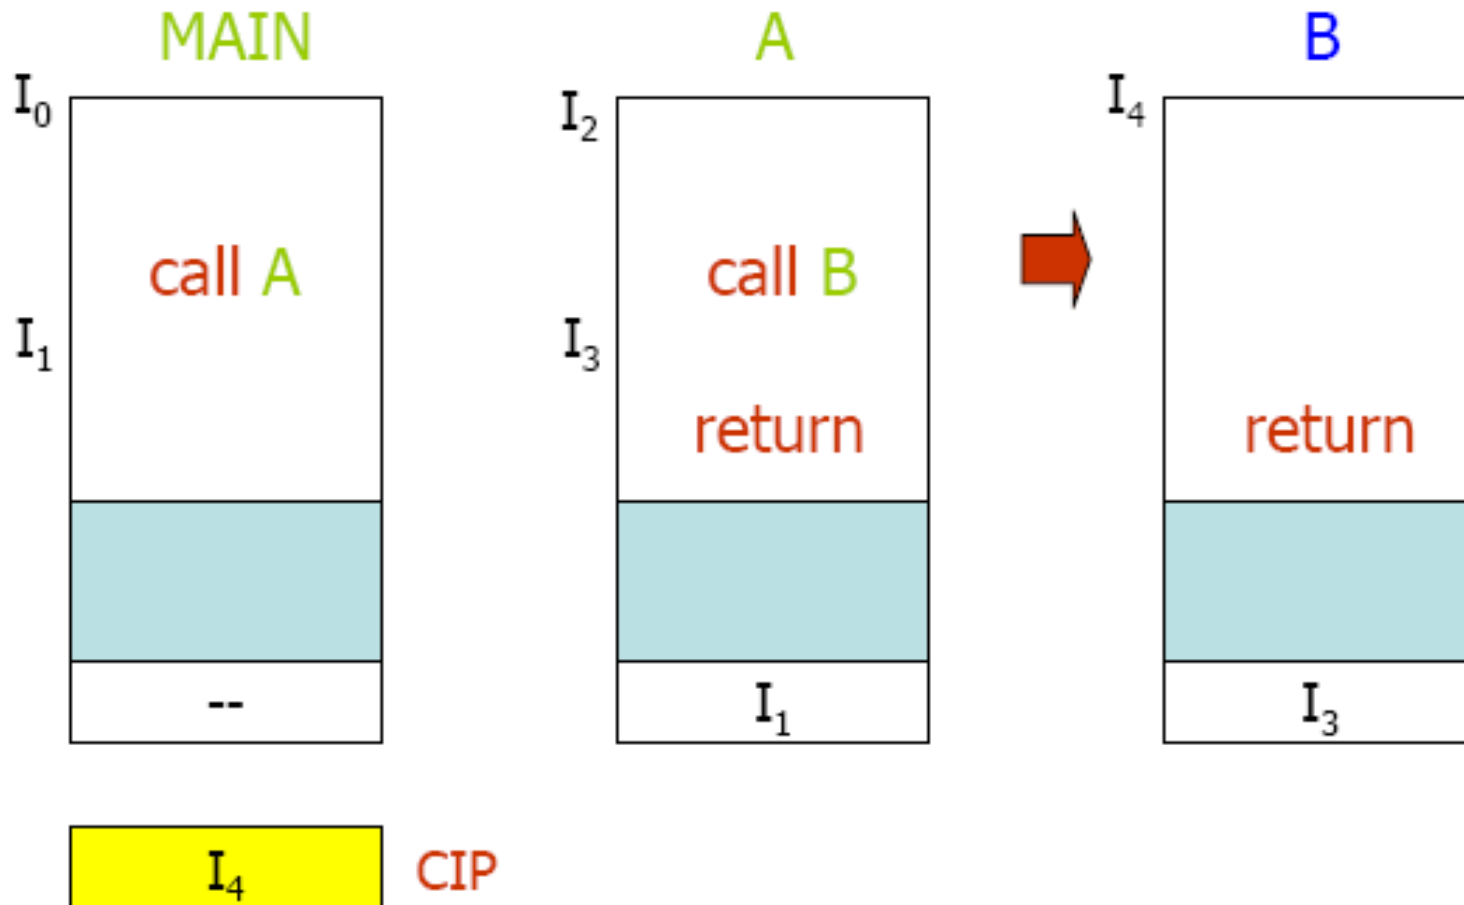 MAIN A B
I₀ I₂ I₄
call A call B
I₁ I₃
return return
-- I₁ I₃
I₄ CIP